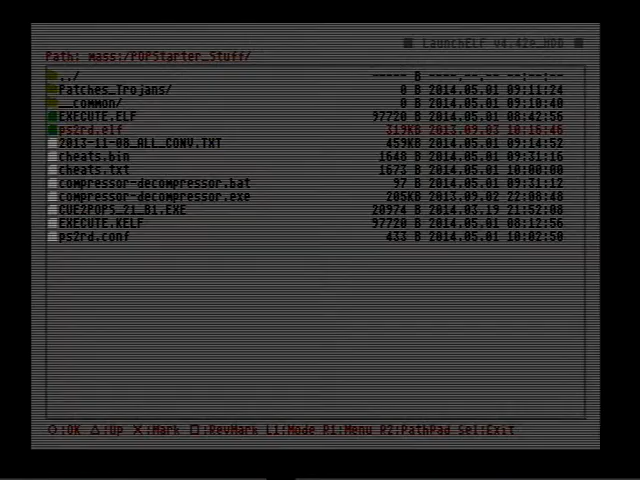 LaunchELF v4.42e_HDD
Path: mass:/POPStarter_Stuff/
../ ----- B ----.--.-- --:--:--
Patches_Trojans/ 0 B 2014.05.01 09:11:24
__common/ 0 B 2014.05.01 09:10:40
EXECUTE.ELF 97720 B 2014.05.01 08:42:56
ps2rd.elf 319KB 2013.09.03 10:16:46
2013-11-08_ALL_CONV.TXT 459KB 2014.05.01 09:14:52
cheats.bin 1648 B 2014.05.01 09:31:16
cheats.txt 1673 B 2014.05.01 10:00:00
compressor-decompressor.bat 97 B 2014.05.01 09:31:12
compressor-decompressor.exe 205KB 2013.09.02 22:08:48
CUE2POPS_21_B1.EXE 20974 B 2014.03.19 21:52:08
EXECUTE.KELF 97720 B 2014.05.01 08:12:56
ps2rd.conf 433 B 2014.05.01 10:02:50
○:OK △:Up ×:Mark □:RevMark L1:Mode R1:Menu R2:PathPad Sel:Exit